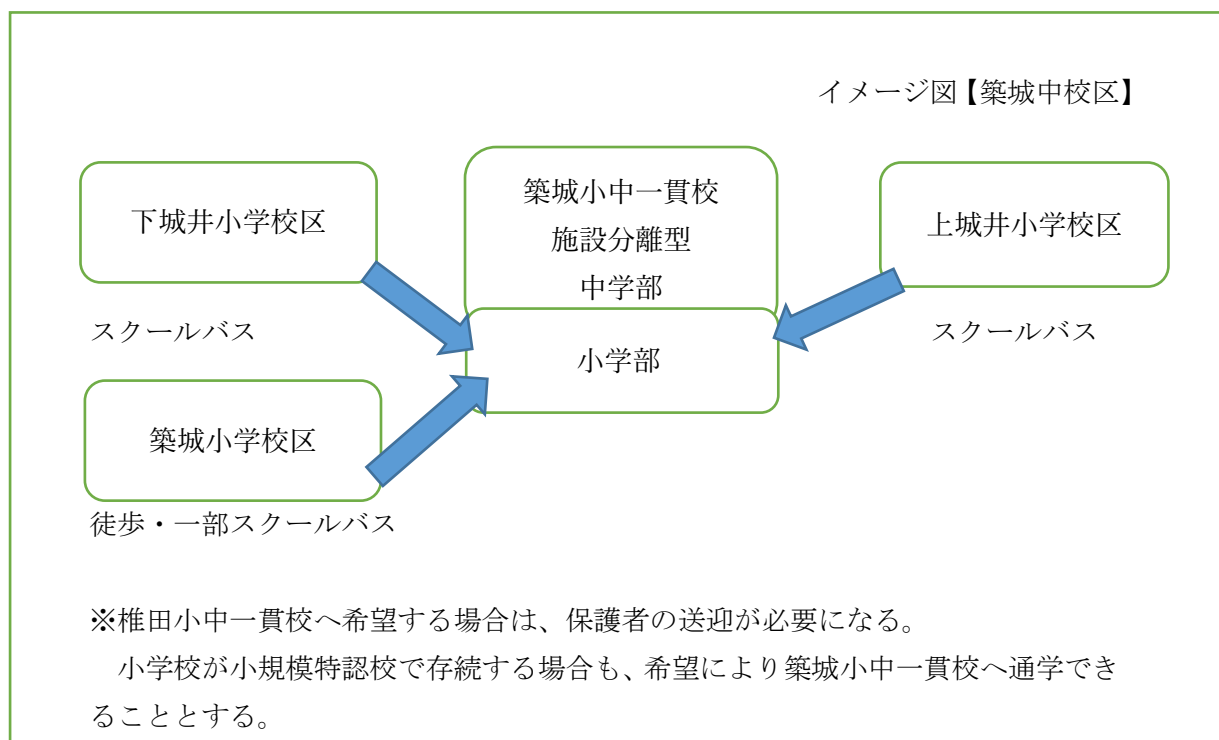 イメージ図【築城中校区】
下城井小学校区
築城小中一貫校
施設分離型
中学部
上城井小学校区
スクールバス
小学部
スクールバス
築城小学校区
徒歩・一部スクールバス
※椎田小中一貫校へ希望する場合は、保護者の送迎が必要になる。
小学校が小規模特認校で存続する場合も、希望により築城小中一貫校へ通学でき
ることとする。